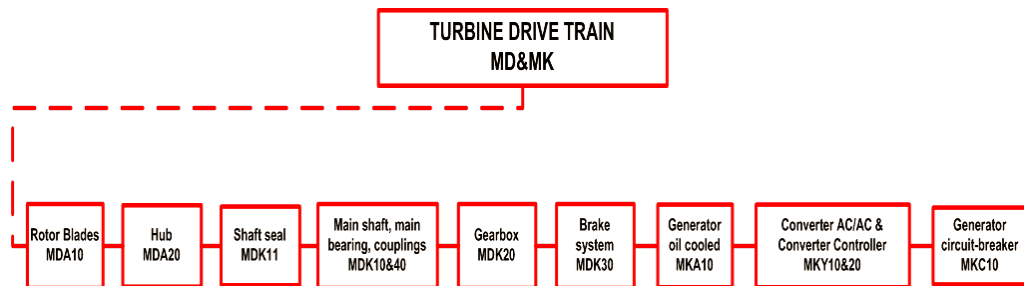 TURBINE DRIVE TRAIN
MD&MK
Rotor Blades
MDA10
Hub
MDA20
Shaft seal
MDK11
Main shaft, main
bearing, couplings
MDK10&40
Gearbox
MDK20
Brake
system
MDK30
Generator
oil cooled
MKA10
Converter AC/AC &
Converter Controller
MKY10&20
Generator
circuit-breaker
MKC10